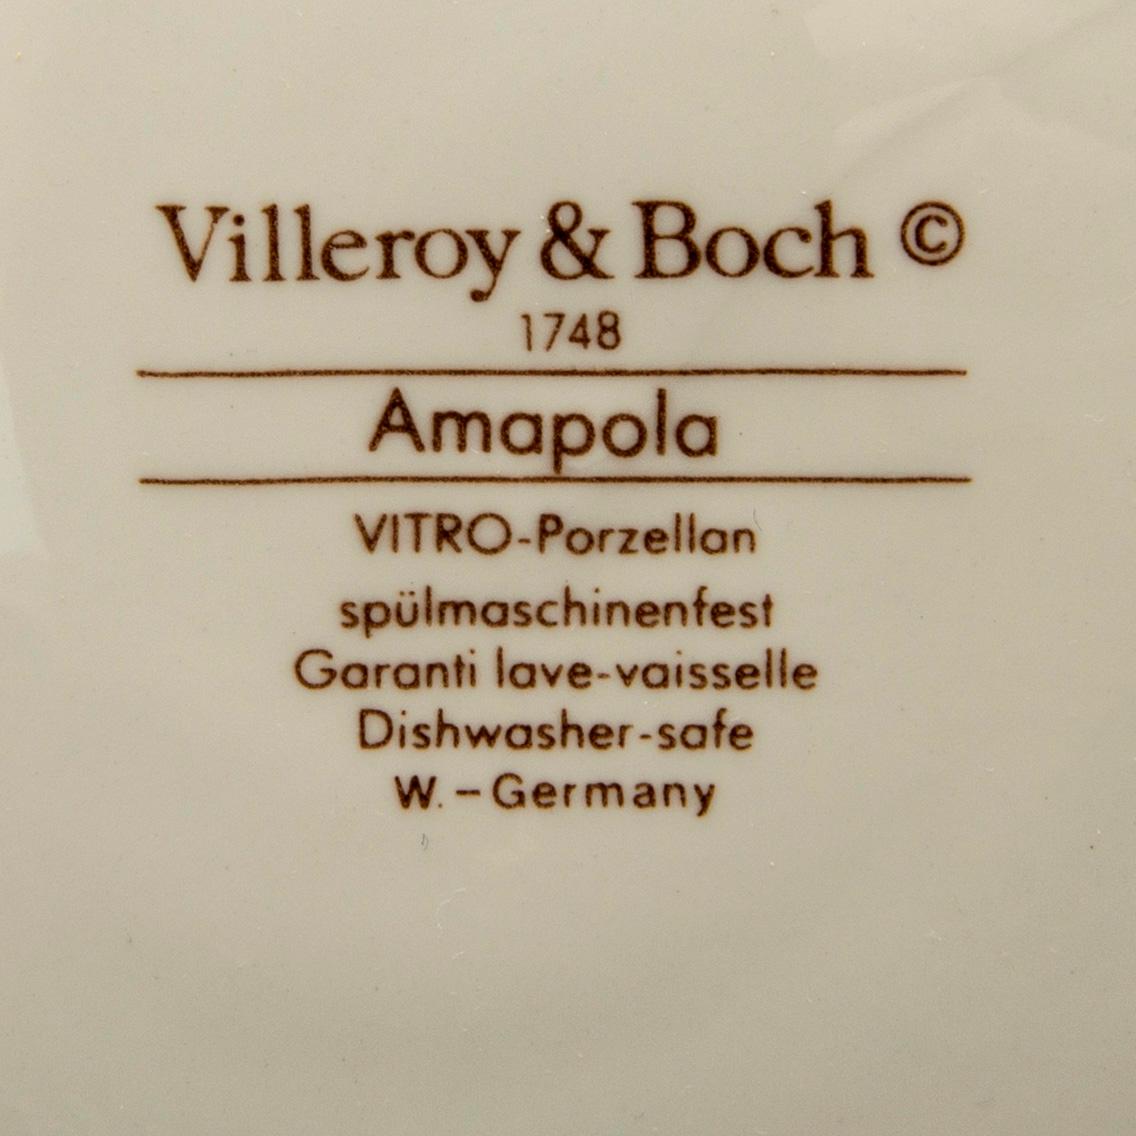 Villeroy & Boch ©
1748
Amapola
VITRO-Porzellan
spülmaschinenfest
Garanti lave-vaisselle
Dishwasher-safe
W.-Germany